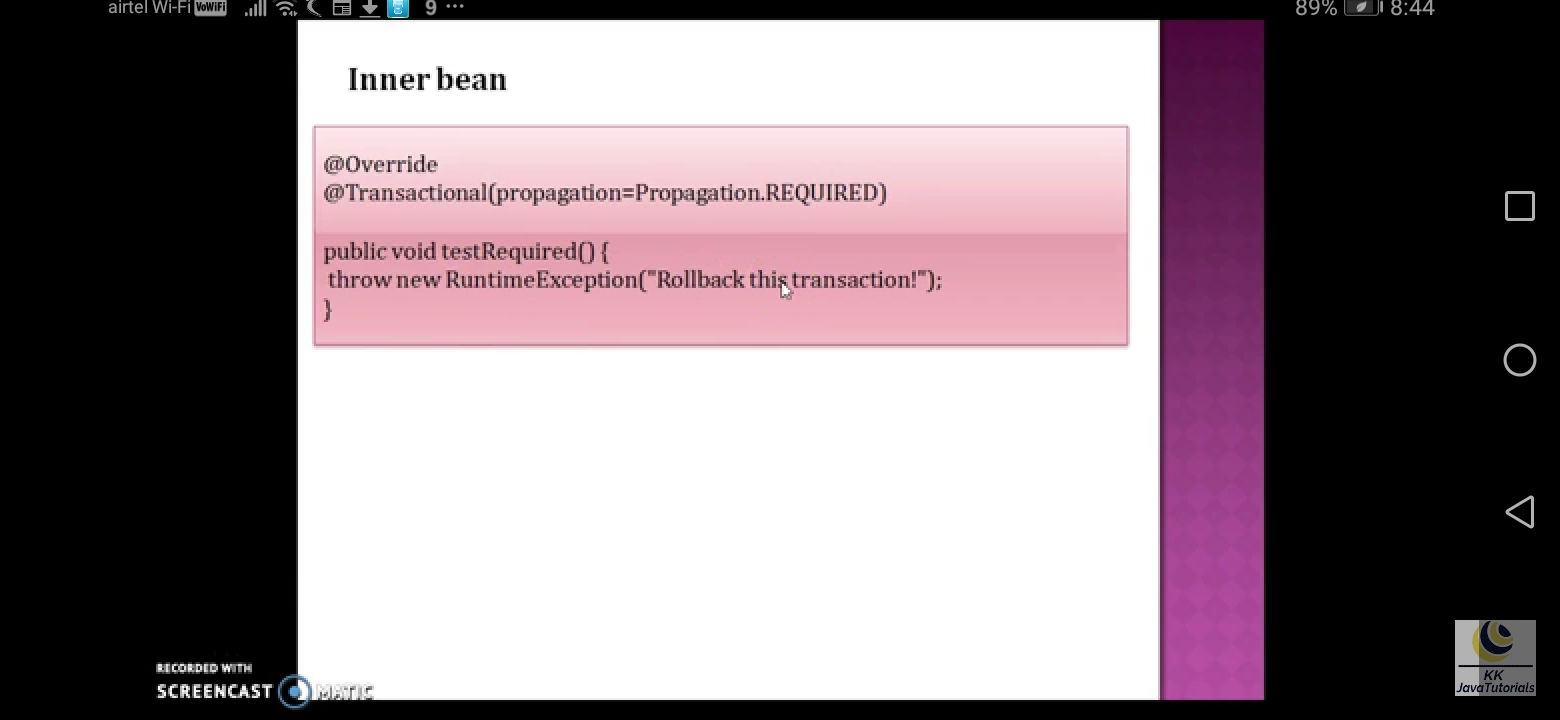 airtel Wi-Fi VoWiFi 9 ... 89% 8:44
Inner bean
@Override
@Transactional(propagation=Propagation.REQUIRED)
public void testRequired() {
throw new RuntimeException("Rollback this transaction!");
}
RECORDED WITH
SCREENCAST MATIC
KK
JavaTutorials